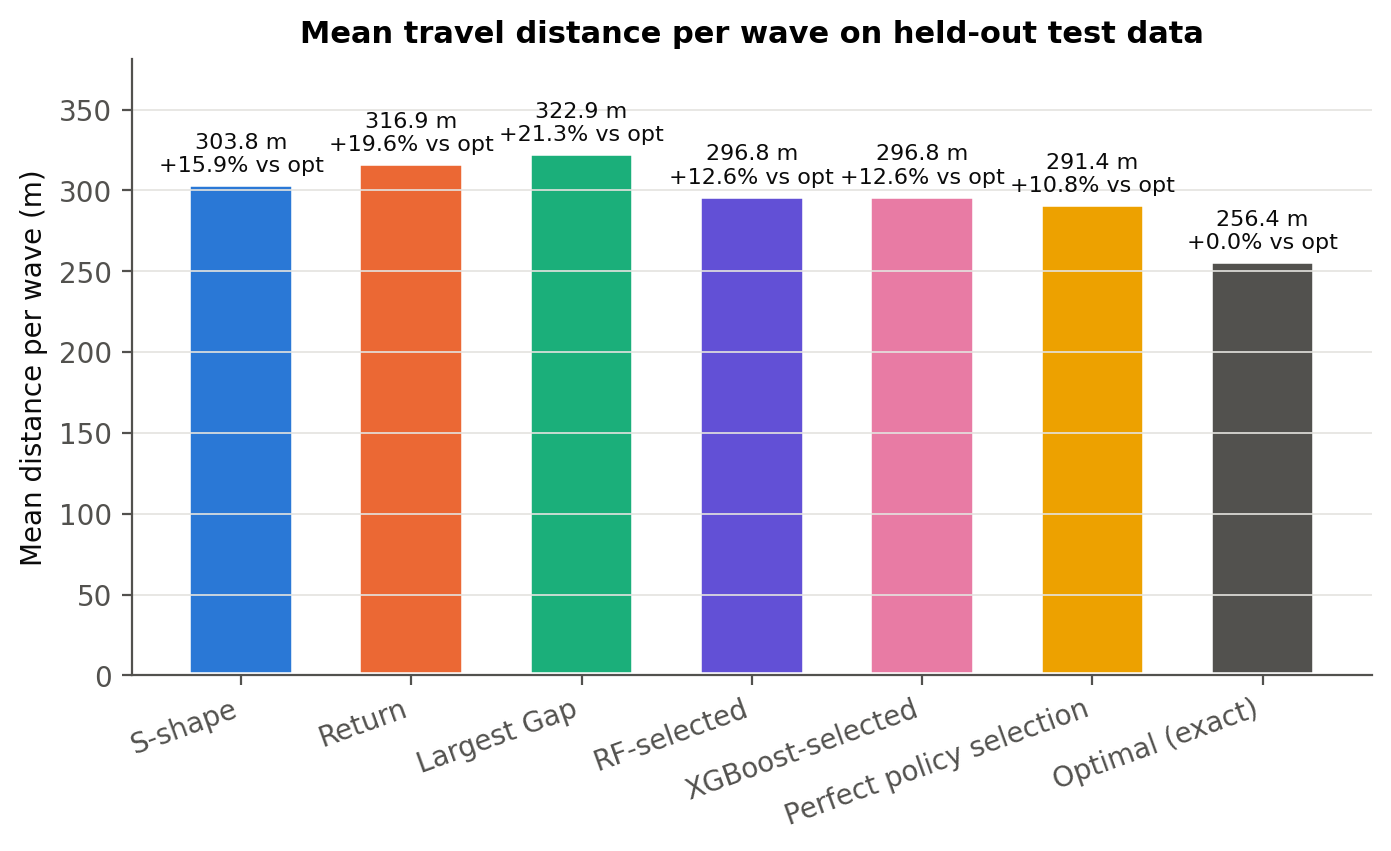 Mean travel distance per wave on held-out test data
Mean distance per wave (m)
350
300
250
200
150
100
50
0
303.8 m
+15.9% vs opt
316.9 m
+19.6% vs opt
322.9 m
+21.3% vs opt
296.8 m
+12.6% vs opt
296.8 m
+12.6% vs opt
291.4 m
+10.8% vs opt
256.4 m
+0.0% vs opt
S-shape
Return
Largest Gap
RF-selected
XGBoost-selected
Perfect policy selection
Optimal (exact)